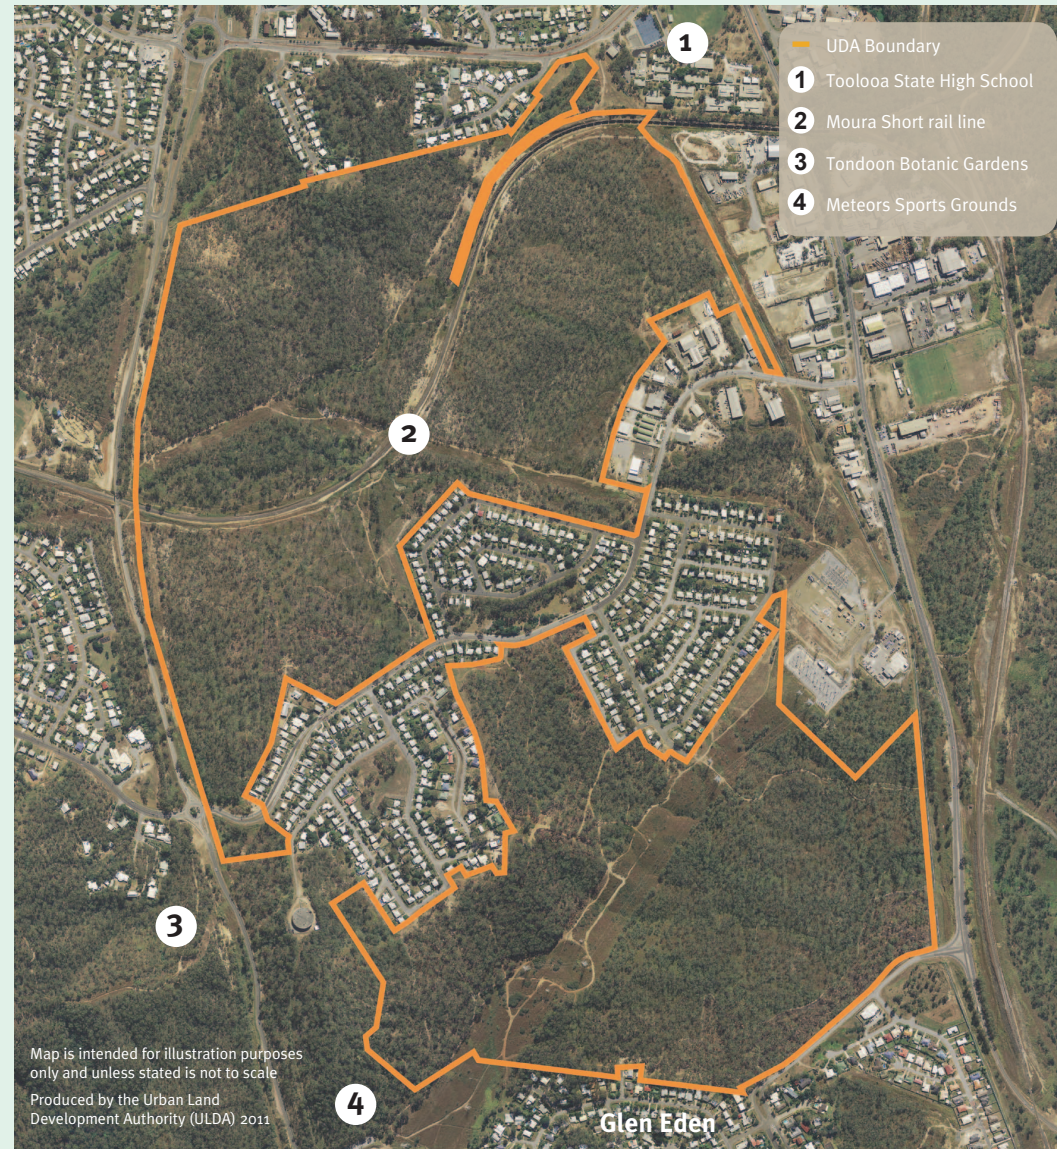 1
UDA Boundary
1 Toolooa State High School
2 Moura Short rail line
3 Tondoon Botanic Gardens
4 Meteors Sports Grounds
2
3
4
Map is intended for illustration purposes
only and unless stated is not to scale
Produced by the Urban Land
Development Authority (ULDA) 2011
Glen Eden